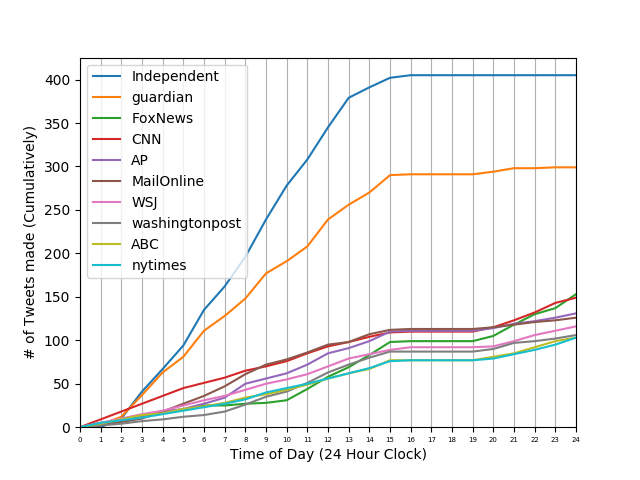 # of Tweets made (Cumulatively)
400
350
300
250
200
150
100
50
0
Independent
guardian
FoxNews
CNN
AP
MailOnline
WSJ
washingtonpost
ABC
nytimes
0 1 2 3 4 5 6 7 8 9 10 11 12 13 14 15 16 17 18 19 20 21 22 23 24
Time of Day (24 Hour Clock)